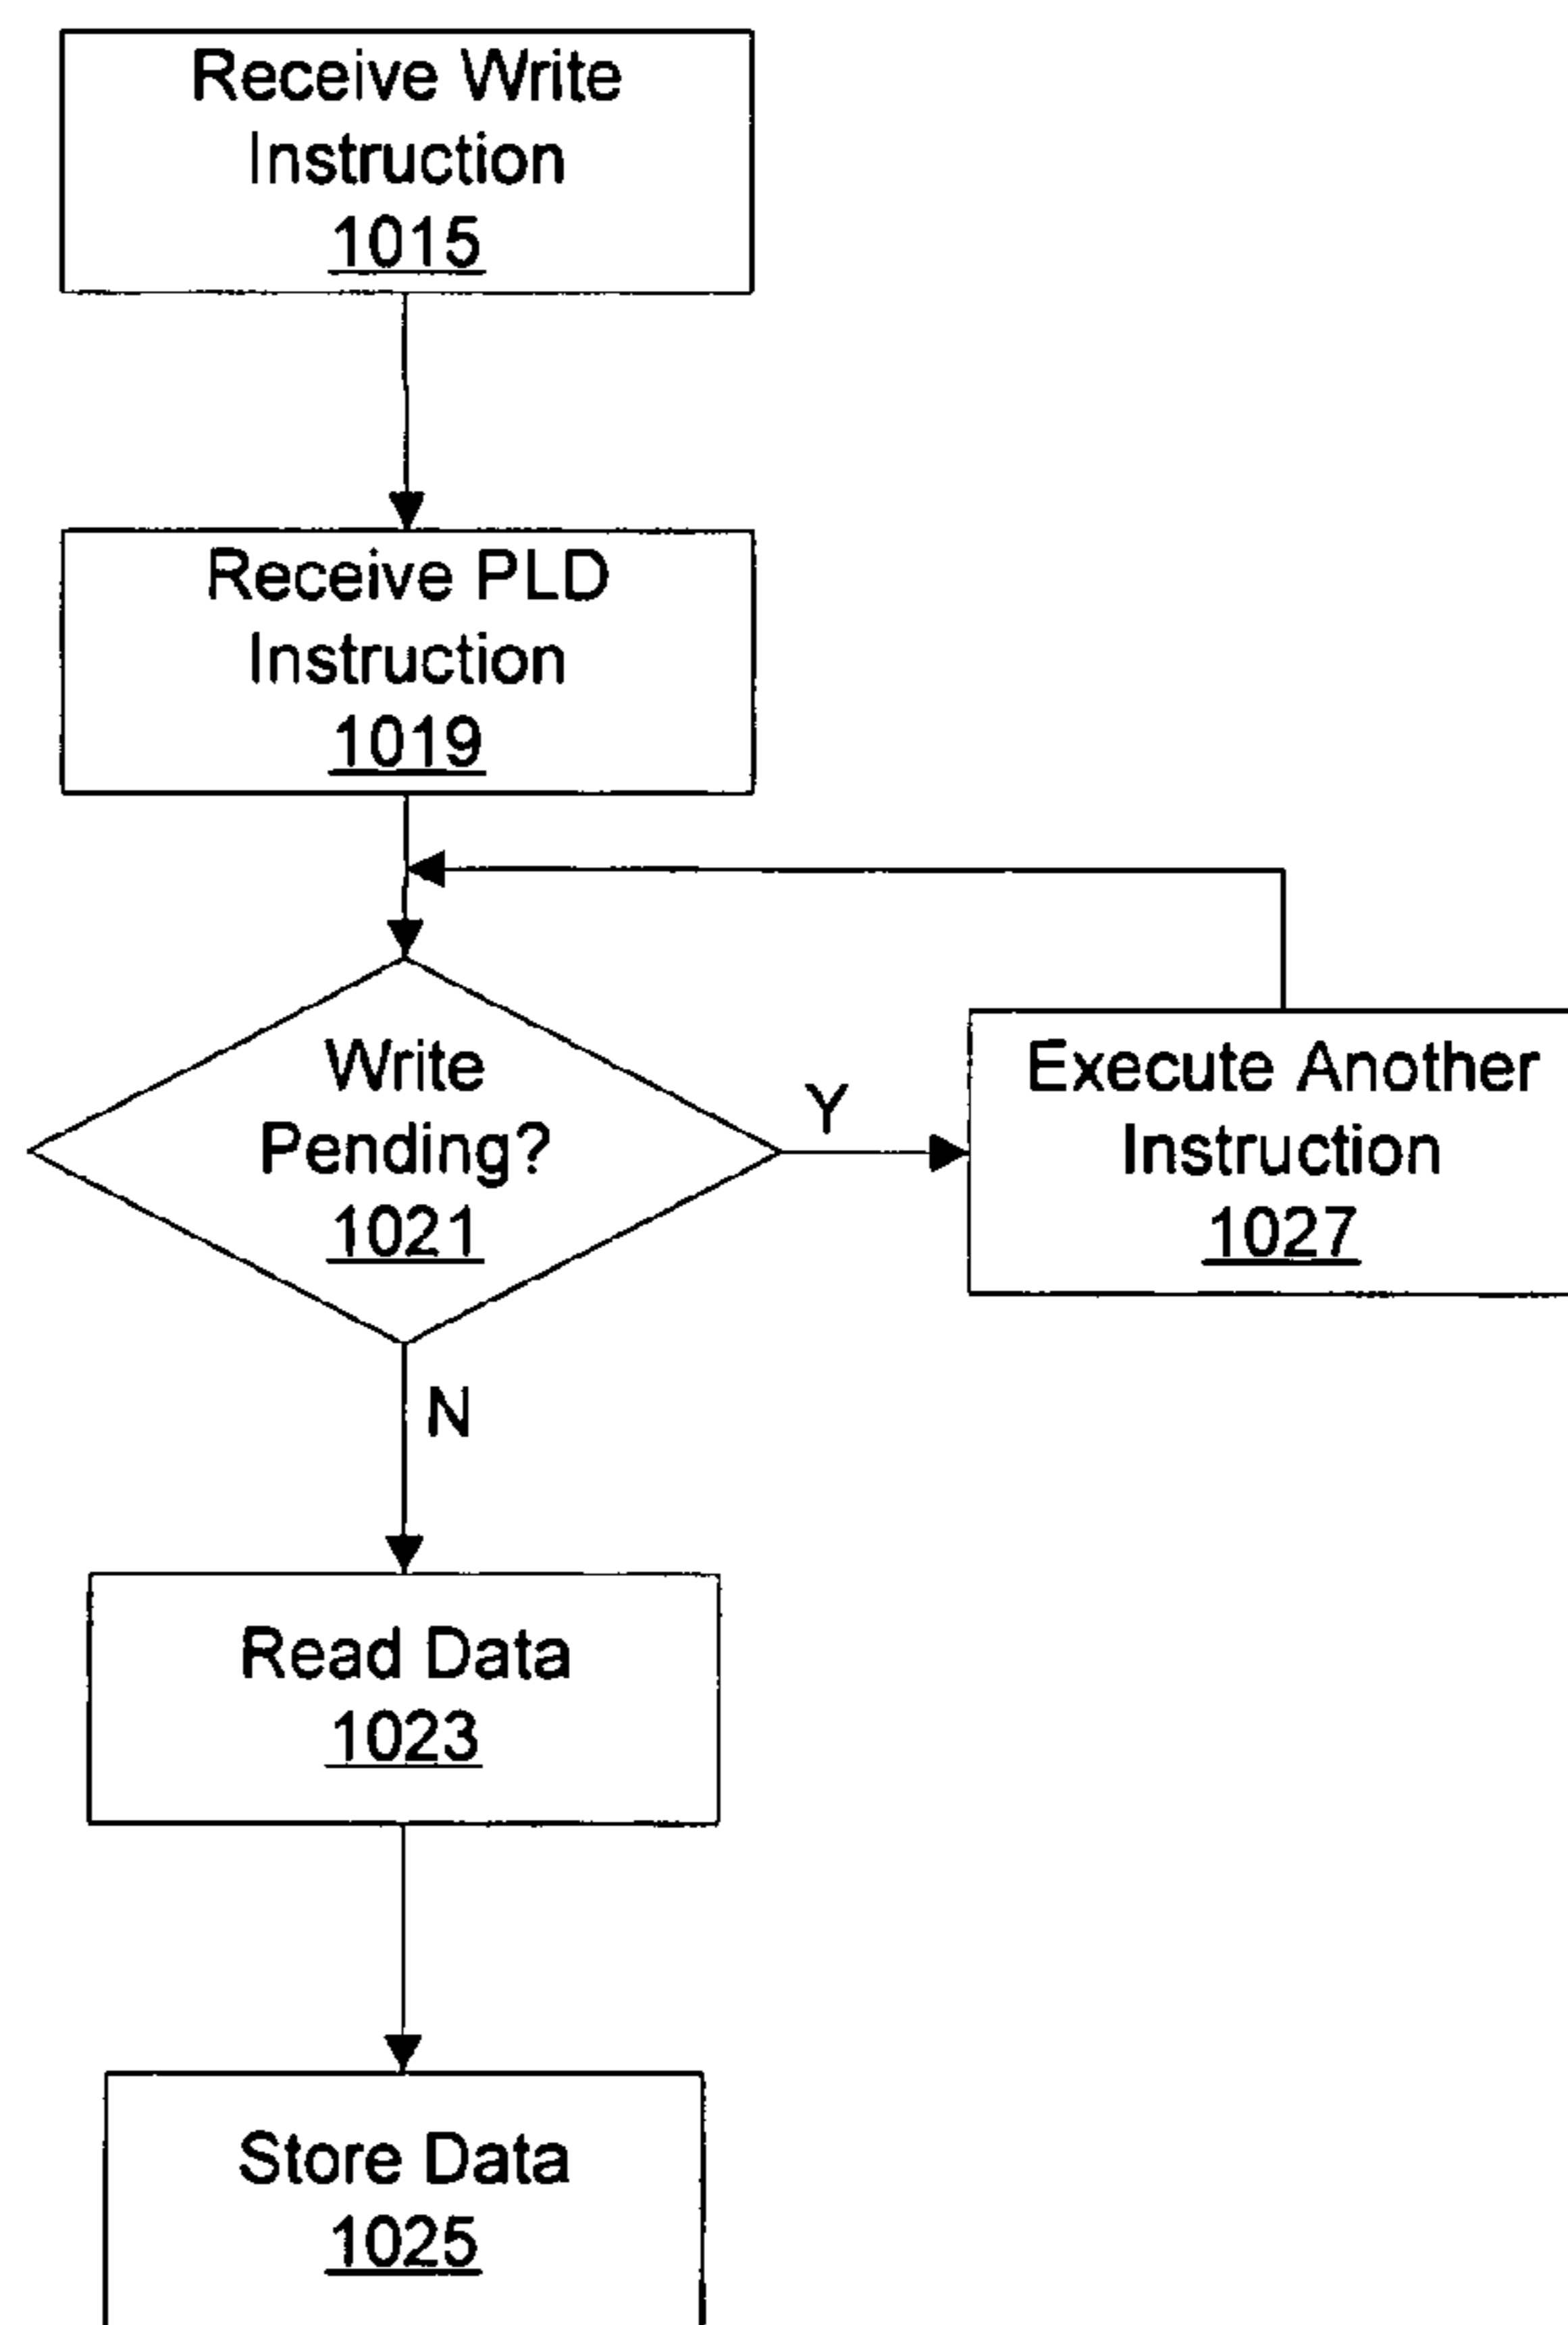 Receive Write
Instruction
1015
Receive PLD
Instruction
1019
Write
Pending?
1021
Y
Execute Another
Instruction
1027
N
Read Data
1023
Store Data
1025